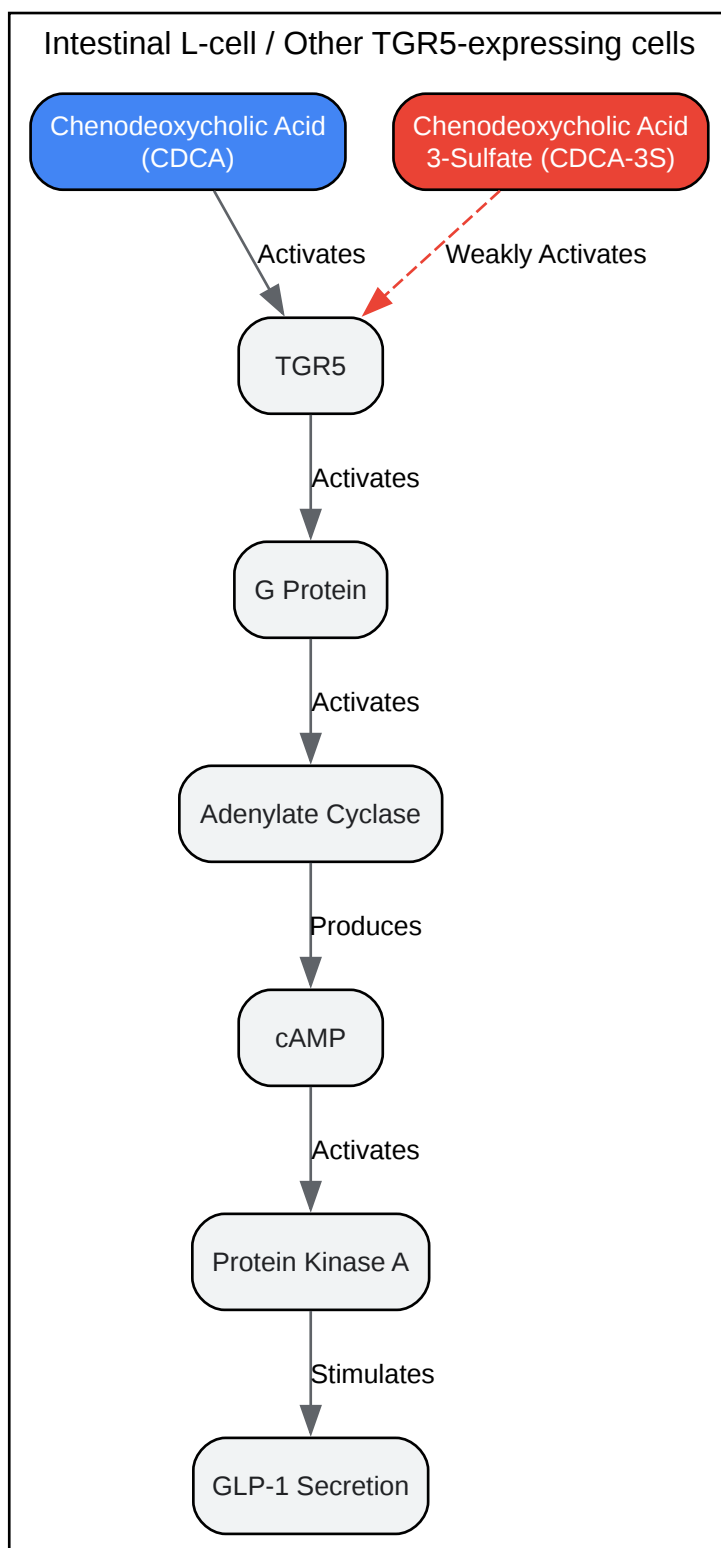 Intestinal L-cell / Other TGR5-expressing cells
Chenodeoxycholic Acid
(CDCA)
Chenodeoxycholic Acid
3-Sulfate (CDCA-3S)
Activates
Weakly Activates
TGR5
Activates
G Protein
Activates
Adenylate Cyclase
Produces
cAMP
Activates
Protein Kinase A
Stimulates
GLP-1 Secretion